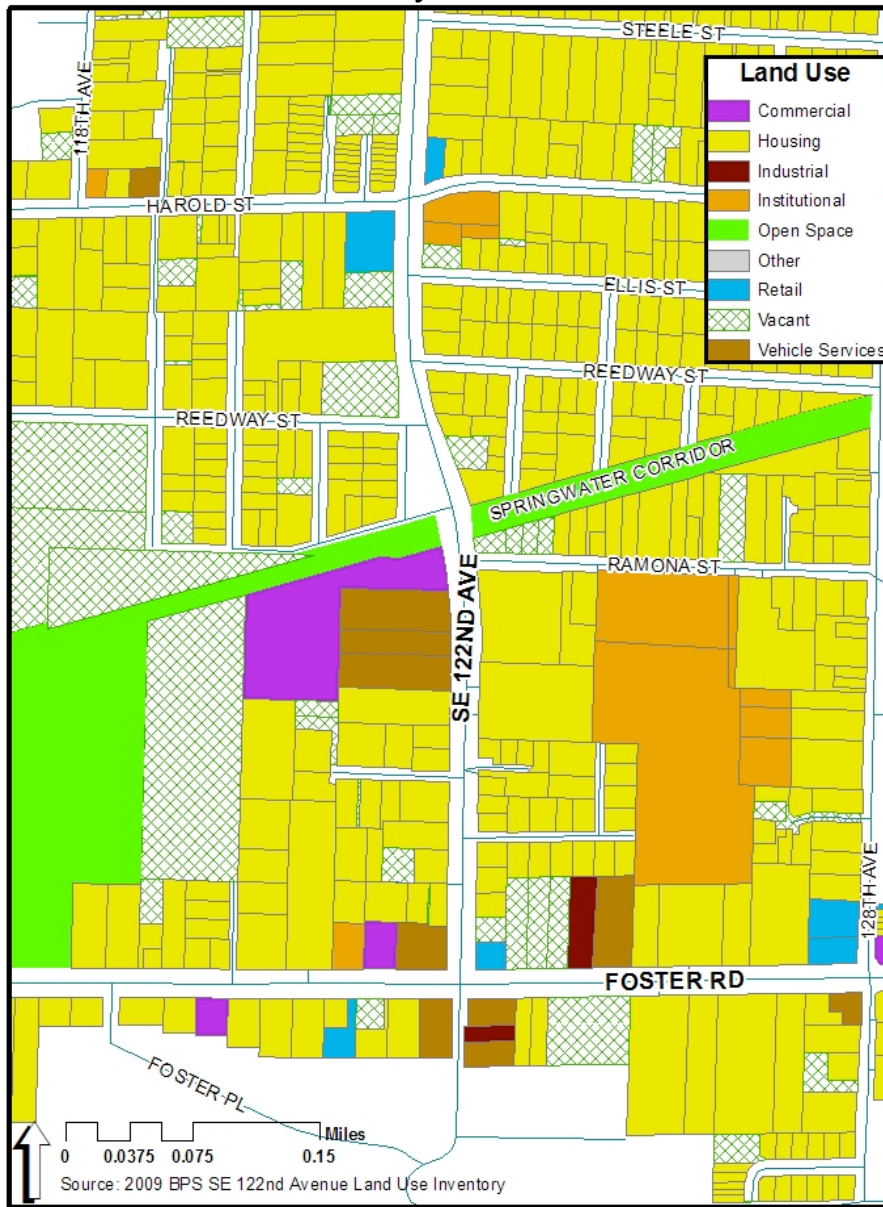 STEELE ST
118TH AVE
Land Use
Commercial
Housing
Industrial
Institutional
Open Space
Other
Retail
Vacant
Vehicle Services
HAROLD ST
ELLIS ST
REEDWAY ST
REEDWAY ST
SPRINGWATER CORRIDOR
RAMONA ST
SE 122ND AVE
128TH AVE
FOSTER RD
FOSTER PL
Miles
0 0.0375 0.075 0.15
Source: 2009 BPS SE 122nd Avenue Land Use Inventory